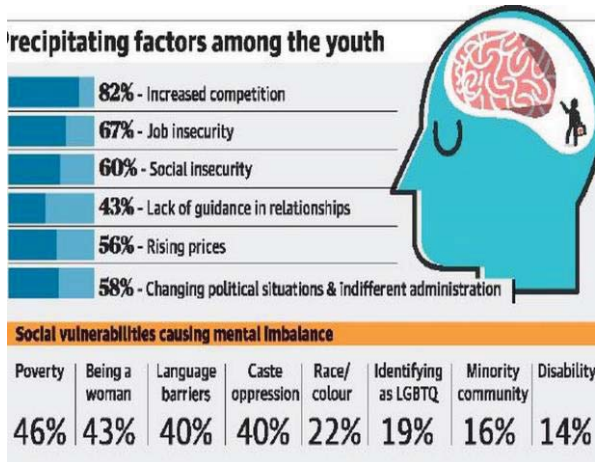 recipitating factors among the youth
82% - Increased competition
67% - Job insecurity
60% - Social insecurity
43% - Lack of guidance in relationships
56% - Rising prices
58% - Changing political situations & indifferent administration
Social vulnerabilities causing mental imbalance
Poverty
46%
Being a
woman
43%
Language
barriers
40%
Caste
oppression
40%
Race/
colour
22%
Identifying
as LGBTQ
19%
Minority
community
16%
Disability
14%